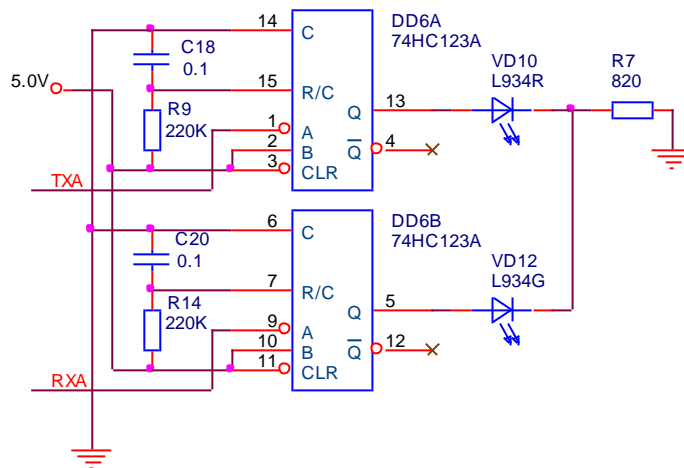 14
C
DD6A
74HC123A
C18
0.1
VD10
L934R
R7
820
5.0V
15
R/C
R9
220K
13
Q
1
A
2
B
4
Q
3
CLR
TXA
6
C
DD6B
74HC123A
C20
0.1
VD12
L934G
7
R/C
R14
220K
5
Q
9
A
10
B
12
Q
11
CLR
RXA